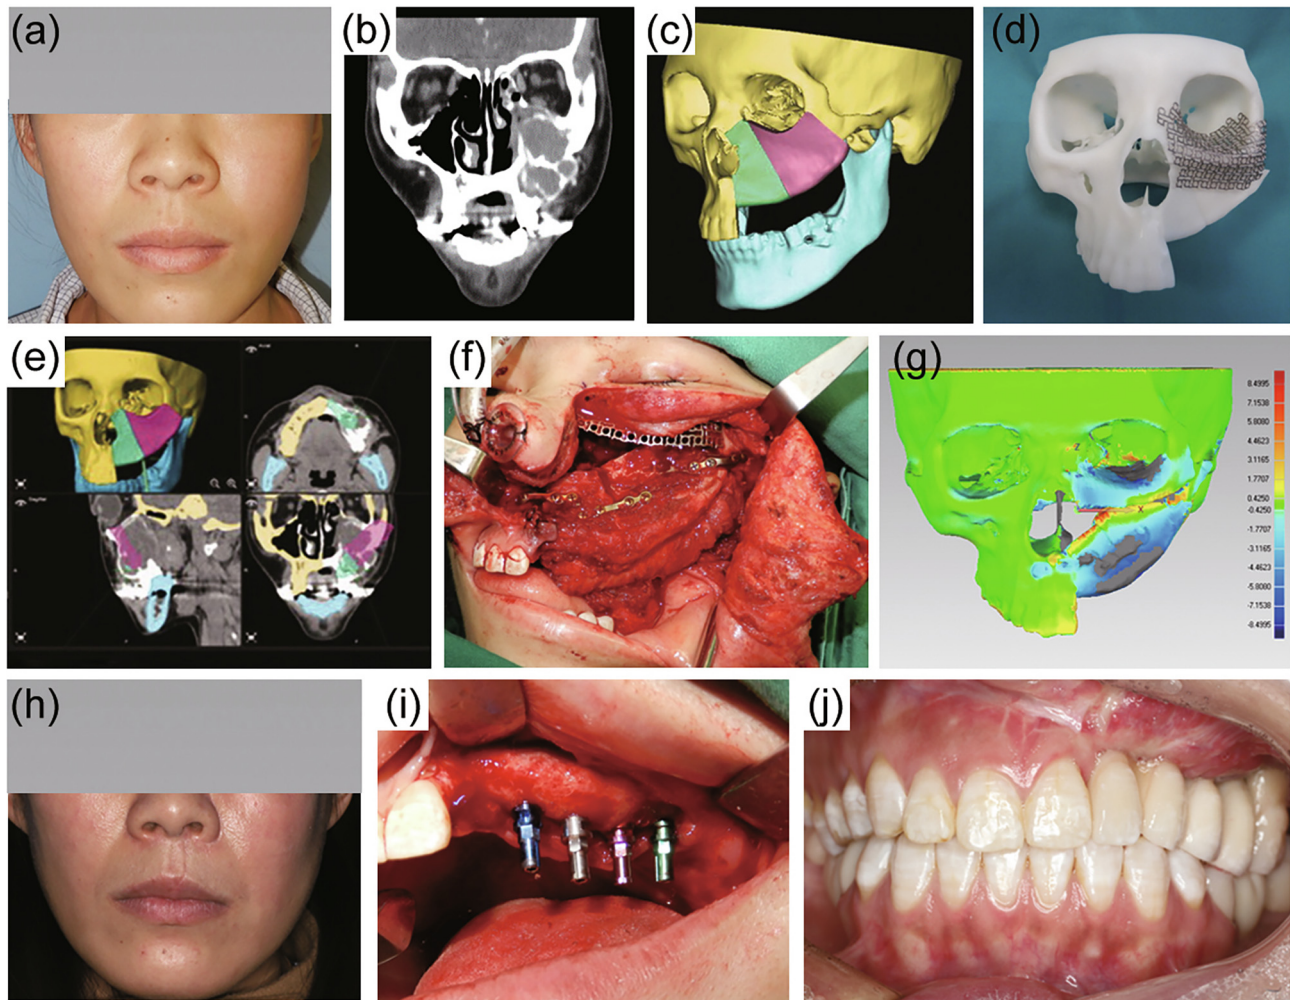 (a)
(b)
(c)
(d)
(e)
(f)
(g)
8.4995
7.1538
5.8080
4.4623
3.1165
1.7707
0.4250
-0.4250
-1.7707
-3.1165
-4.4623
-5.8080
-7.1538
-8.4995
Z
X
(h)
(i)
(j)